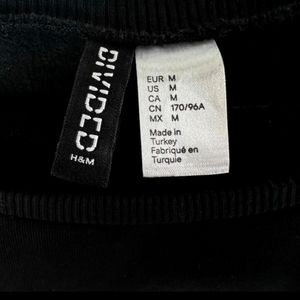 DIVIDED
H&M
EUR M
US M
CA M
CN 170/96A
MX M
Made in
Turkey
Fabriqué en
Turquie